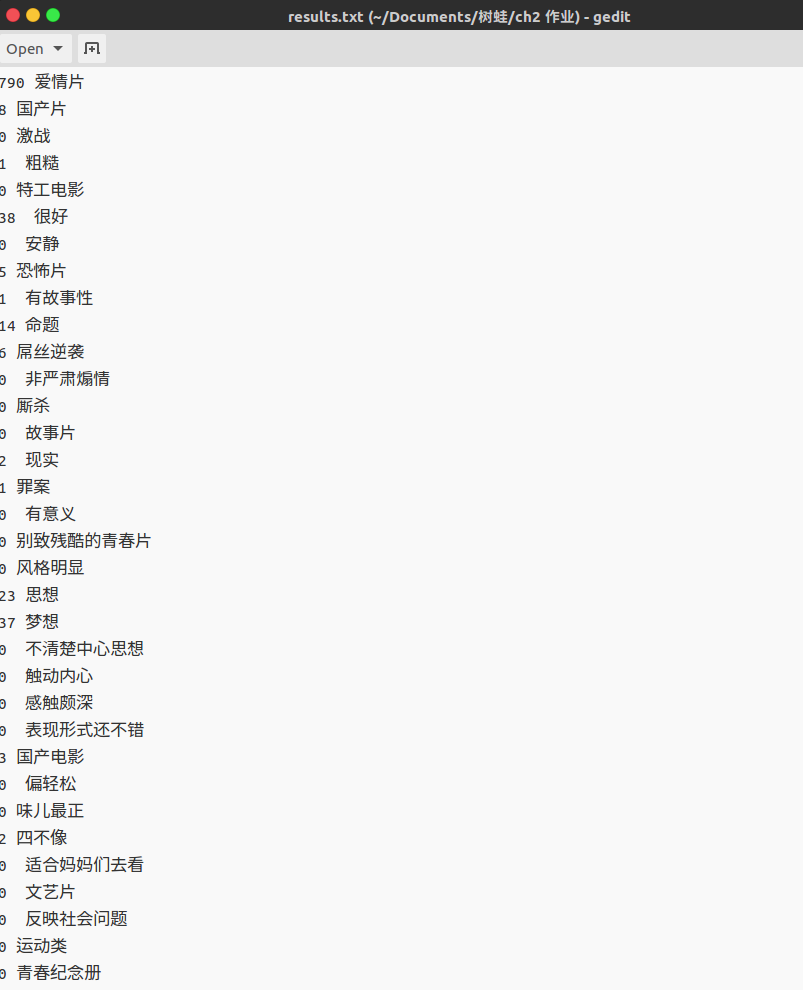 results.txt (~/Documents/树蛙/ch2 作业) - gedit
Open
790 爱情片
8 国产片
0 激战
1  粗糙
0 特工电影
38  很好
0  安静
5 恐怖片
1  有故事性
14 命题
6 屌丝逆袭
0  非严肃煽情
0 厮杀
0  故事片
2  现实
1 罪案
0  有意义
0 别致残酷的青春片
0 风格明显
23 思想
37 梦想
0  不清楚中心思想
0  触动内心
0  感触颇深
0  表现形式还不错
3 国产电影
0  偏轻松
0 味儿最正
2 四不像
0  适合妈妈们去看
0  文艺片
0  反映社会问题
0 运动类
0 青春纪念册